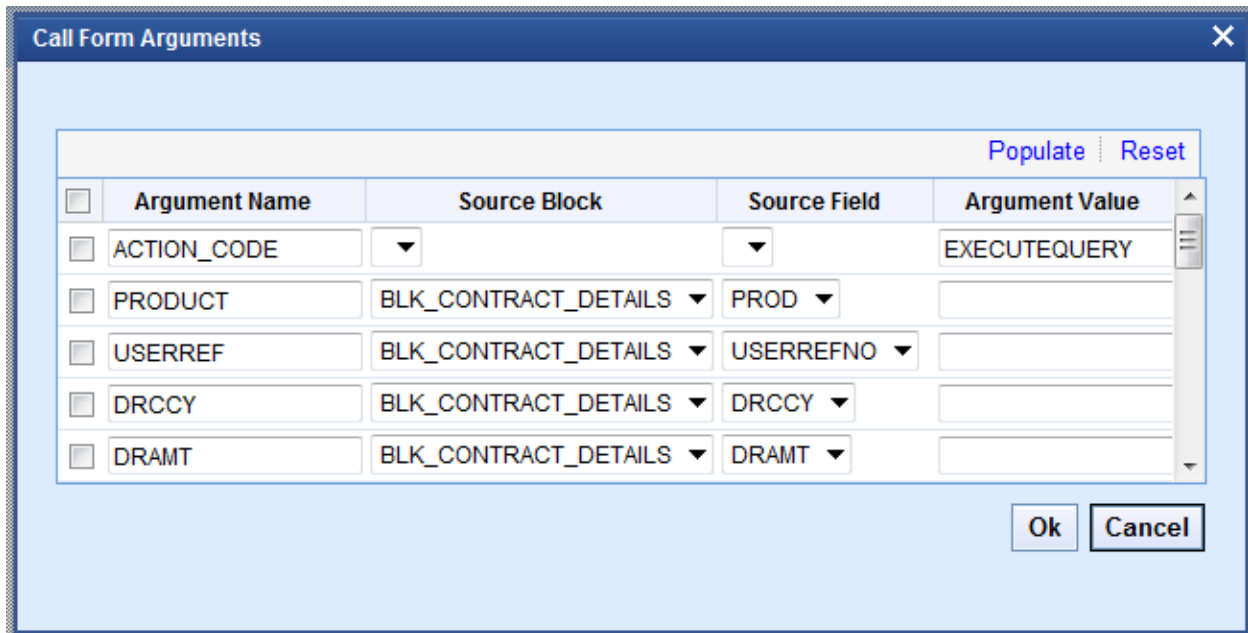 Call Form Arguments
Populate Reset
Argument Name Source Block Source Field Argument Value
ACTION_CODE EXECUTEQUERY
PRODUCT BLK_CONTRACT_DETAILS PROD
USERREF BLK_CONTRACT_DETAILS USERREFNO
DRCCY BLK_CONTRACT_DETAILS DRCCY
DRAMT BLK_CONTRACT_DETAILS DRAMT
Ok Cancel